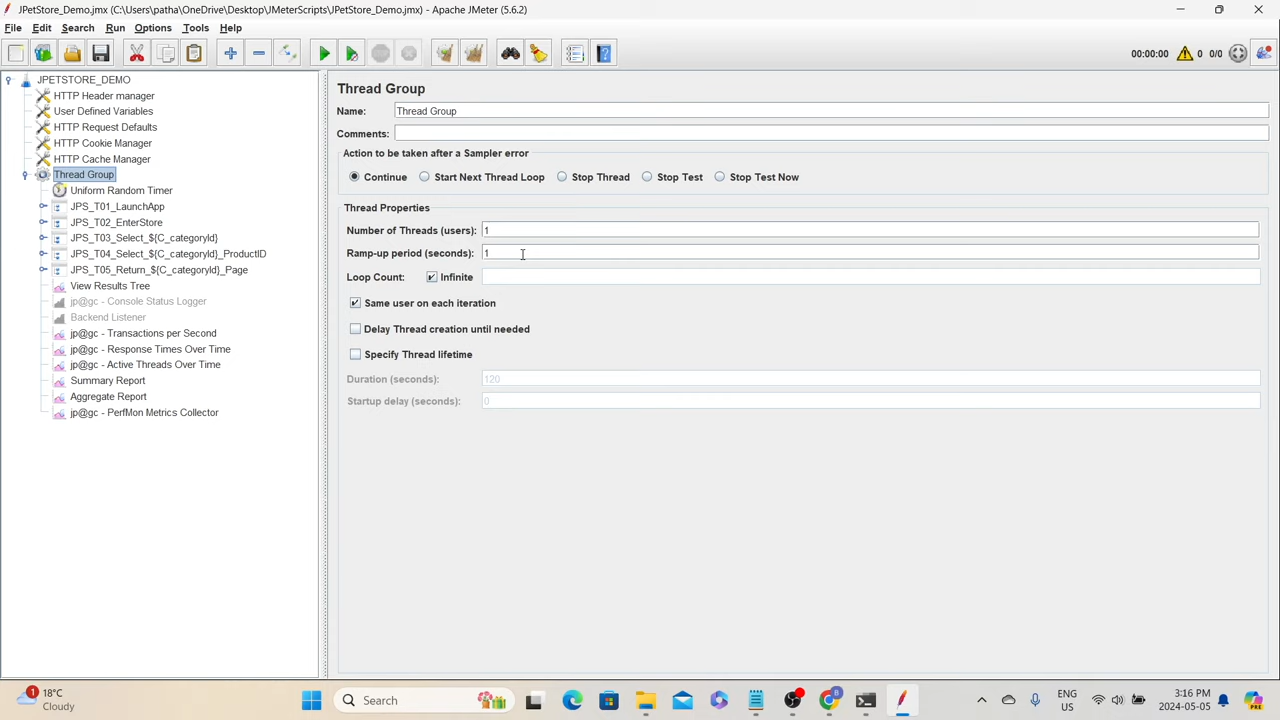 JPetStore_Demo.jmx (C:\Users\patha\OneDrive\Desktop\JMeterScripts\JPetStore_Demo.jmx) - Apache JMeter (5.6.2)
File Edit Search Run Options Tools Help
00:00:00 0 0/0
JPETSTORE_DEMO
HTTP Header manager
User Defined Variables
HTTP Request Defaults
HTTP Cookie Manager
HTTP Cache Manager
Thread Group
Uniform Random Timer
JPS_T01_LaunchApp
JPS_T02_EnterStore
JPS_T03_Select_${C_categoryId}
JPS_T04_Select_${C_categoryId}_ProductID
JPS_T05_Return_${C_categoryId}_Page
View Results Tree
jp@gc - Console Status Logger
Backend Listener
jp@gc - Transactions per Second
jp@gc - Response Times Over Time
jp@gc - Active Threads Over Time
Summary Report
Aggregate Report
jp@gc - PerfMon Metrics Collector
Thread Group
Name: Thread Group
Comments:
Action to be taken after a Sampler error
Continue Start Next Thread Loop Stop Thread Stop Test Stop Test Now
Thread Properties
Number of Threads (users): 1
Ramp-up period (seconds): 1
Loop Count: Infinite
Same user on each iteration
Delay Thread creation until needed
Specify Thread lifetime
Duration (seconds): 120
Startup delay (seconds): 0
1
18°C
Cloudy
Search
8
ENG
US
3:16 PM
2024-05-05
PRE